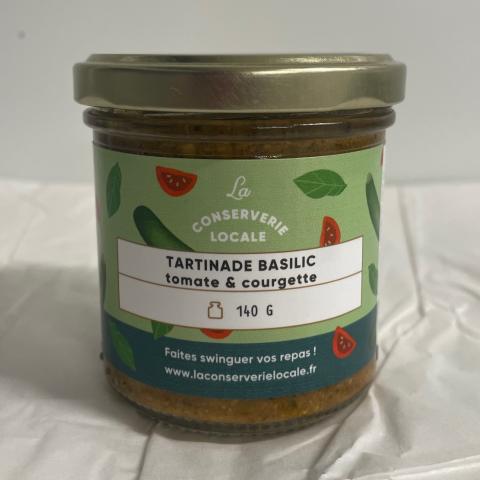 La
CONSERVERIE
LOCALE
TARTINADE BASILIC
tomate & courgette
140 G
Faites swinguer vos repas !
www.laconserverielocale.fr